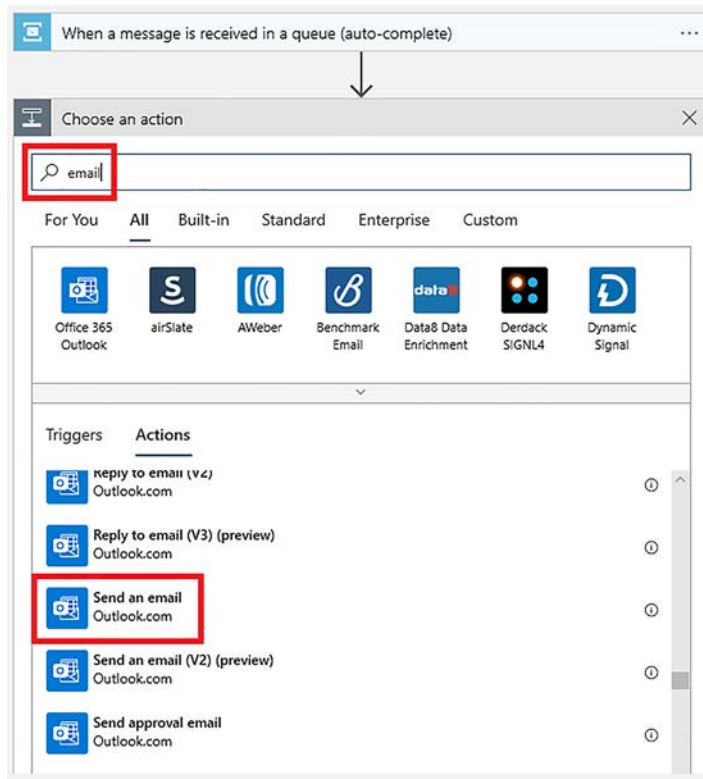 When a message is received in a queue (auto-complete)
Choose an action
email
For You All Built-in Standard Enterprise Custom
Office 365 Outlook
airSlate
AWeber
Benchmark Email
data8
Data8 Data Enrichment
Derdack SIGNL4
Dynamic Signal
Triggers Actions
Reply to email (V2)
Outlook.com
Reply to email (V3) (preview)
Outlook.com
Send an email
Outlook.com
Send an email (V2) (preview)
Outlook.com
Send approval email
Outlook.com